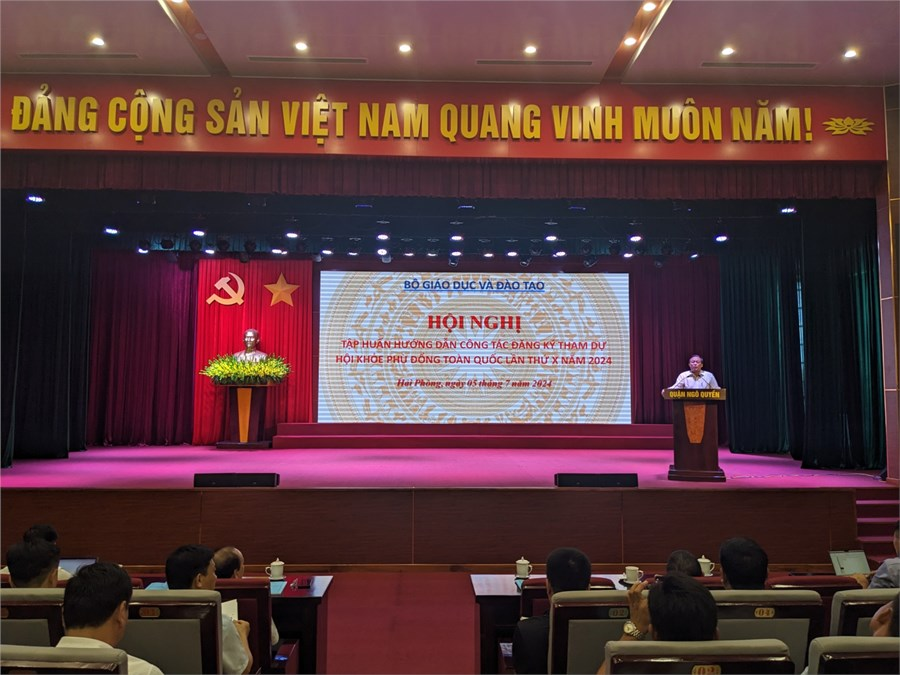 ĐẢNG CỘNG SẢN VIỆT NAM QUANG VINH MUÔN NĂM!
BỘ GIÁO DỤC VÀ ĐÀO TẠO
HỘI NGHỊ
TẬP HUẤN HƯỚNG DẪN CÔNG TÁC ĐĂNG KÝ THAM DỰ
HỘI KHỎE PHÙ ĐỔNG TOÀN QUỐC LẦN THỨ X NĂM 2024
Hải Phòng, ngày 05 tháng 7 năm 2024
QUẬN NGÔ QUYỀN
04
02